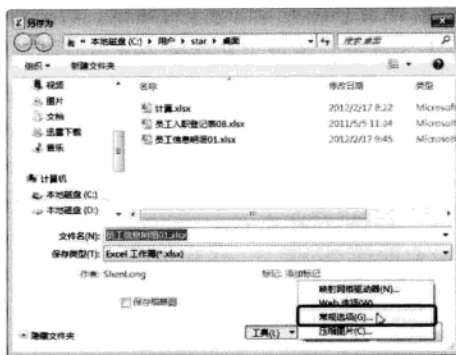 另存为
本地磁盘 (C:) ▸ 用户 ▸ star ▸ 桌面
搜索 桌面
组织 新建文件夹
视频
图片
文档
迅雷下载
音乐
计算机
本地磁盘 (C:)
本地磁盘 (D:)
名称 修改日期 类型
计算.xlsx 2012/2/17 8:22 Microsoft
员工入职登记表08.xlsx 2011/5/5 11:34 Microsoft
员工信息明细01.xlsx 2012/2/17 9:45 Microsoft
文件名(N): 员工信息明细01.xlsx
保存类型(T): Excel 工作簿(*.xlsx)
作者: ShenLong 标记: 添加标记
保存缩略图
映射网络驱动器(N)...
Web 选项(W)...
常规选项(G)...
压缩图片(C)...
隐藏文件夹
工具(L)